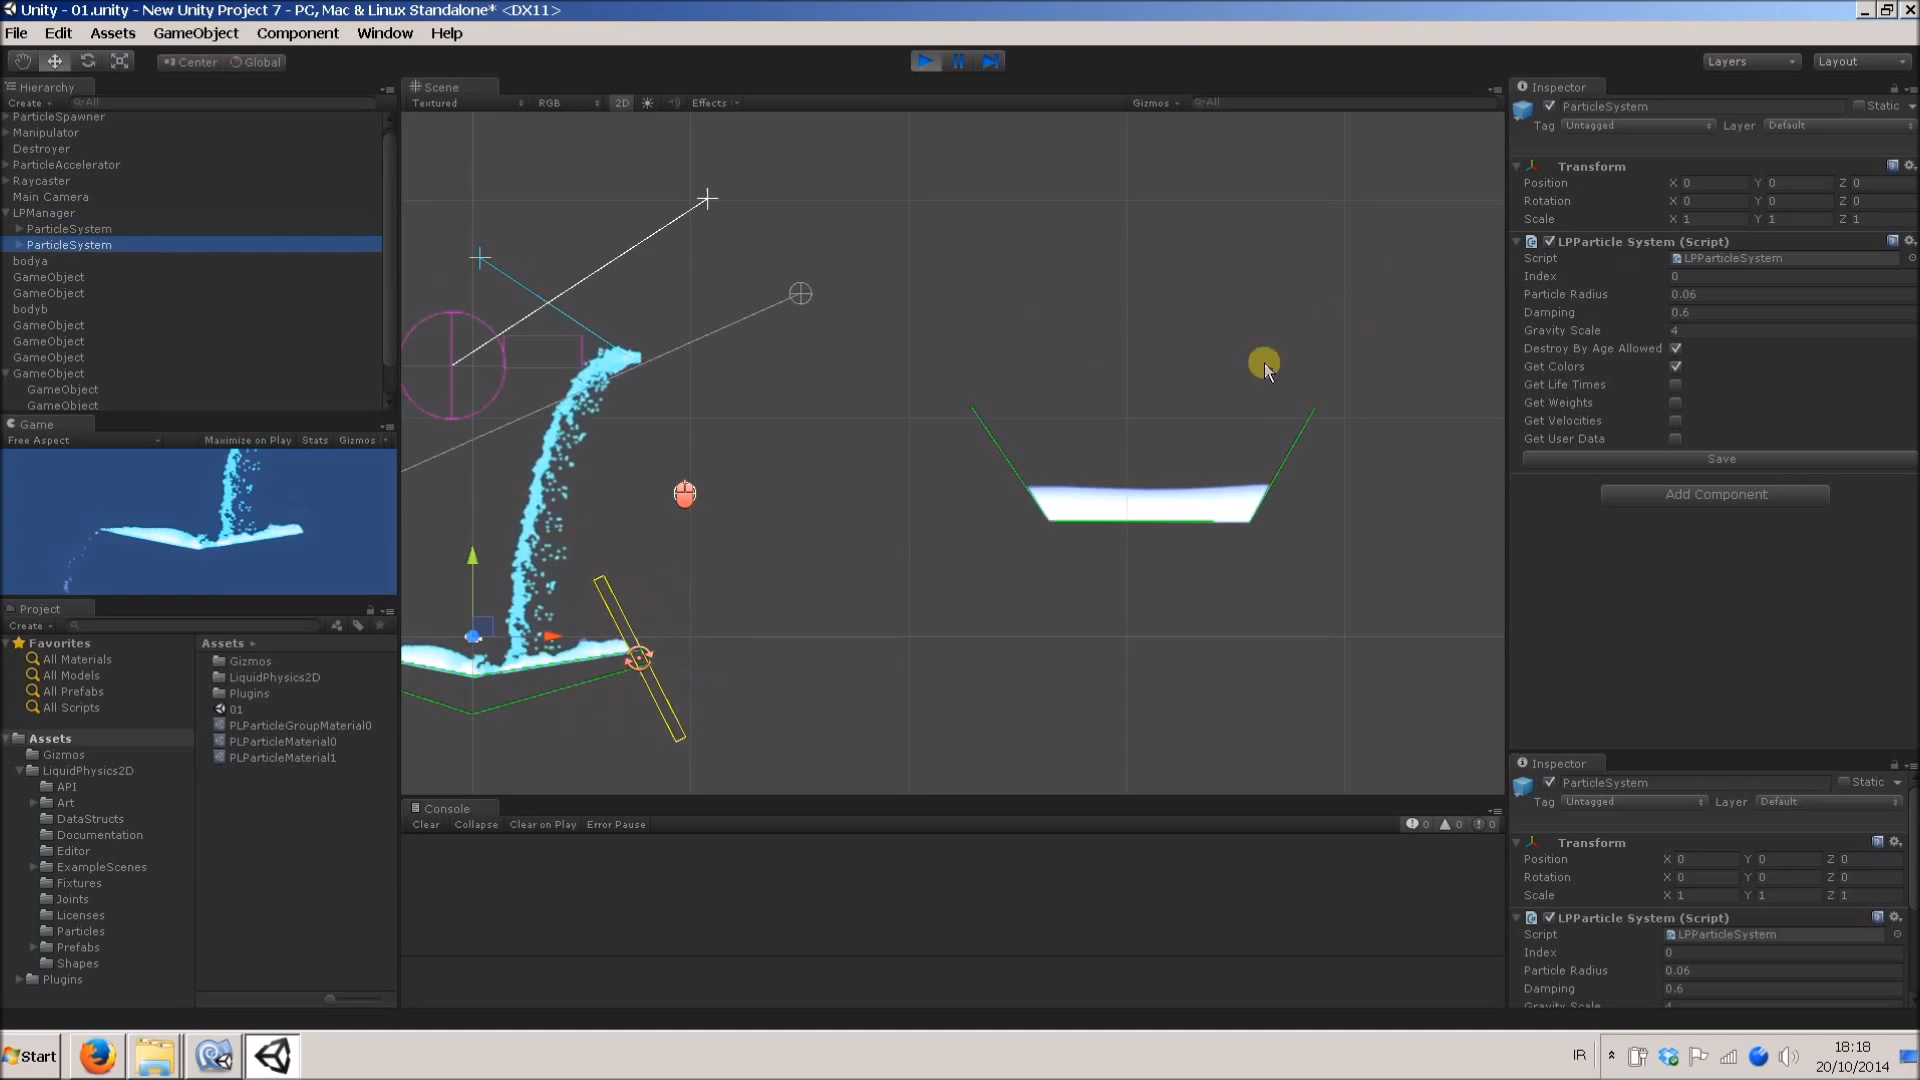 Unity - 01.unity - New Unity Project 7 - PC, Mac & Linux Standalone* <DX11>
File Edit Assets GameObject Component Window Help
Center Global Layers Layout
Hierarchy
Create All
ParticleSpawner
Manipulator
Destroyer
ParticleAccelerator
Raycaster
Main Camera
LPManager
ParticleSystem
ParticleSystem
bodya
GameObject
GameObject
bodyb
GameObject
GameObject
GameObject
GameObject
GameObject
GameObject
Game
Free Aspect Maximize on Play Stats Gizmos
Project
Create
Favorites
All Materials
All Models
All Prefabs
All Scripts
Assets
Gizmos
LiquidPhysics2D
API
Art
DataStructs
Documentation
Editor
ExampleScenes
Fixtures
Joints
Licenses
Particles
Prefabs
Shapes
Plugins
Assets
Gizmos
LiquidPhysics2D
Plugins
01
PLParticleGroupMaterial0
PLParticleMaterial0
PLParticleMaterial1
Scene
Textured RGB 2D Effects Gizmos All
Console
Clear Collapse Clear on Play Error Pause 0 0 0
Inspector
ParticleSystem Static
Tag Untagged Layer Default
Transform
Position X 0 Y 0 Z 0
Rotation X 0 Y 0 Z 0
Scale X 1 Y 1 Z 1
LPParticle System (Script)
Script LPParticleSystem
Index 0
Particle Radius 0.06
Damping 0.6
Gravity Scale 4
Destroy By Age Allowed
Get Colors
Get Life Times
Get Weights
Get Velocities
Get User Data
Save
Add Component
Inspector
ParticleSystem Static
Tag Untagged Layer Default
Transform
Position X 0 Y 0 Z 0
Rotation X 0 Y 0 Z 0
Scale X 1 Y 1 Z 1
LPParticle System (Script)
Script LPParticleSystem
Index 0
Particle Radius 0.06
Damping 0.6
Gravity Scale 4
Start IR 18:18
20/10/2014